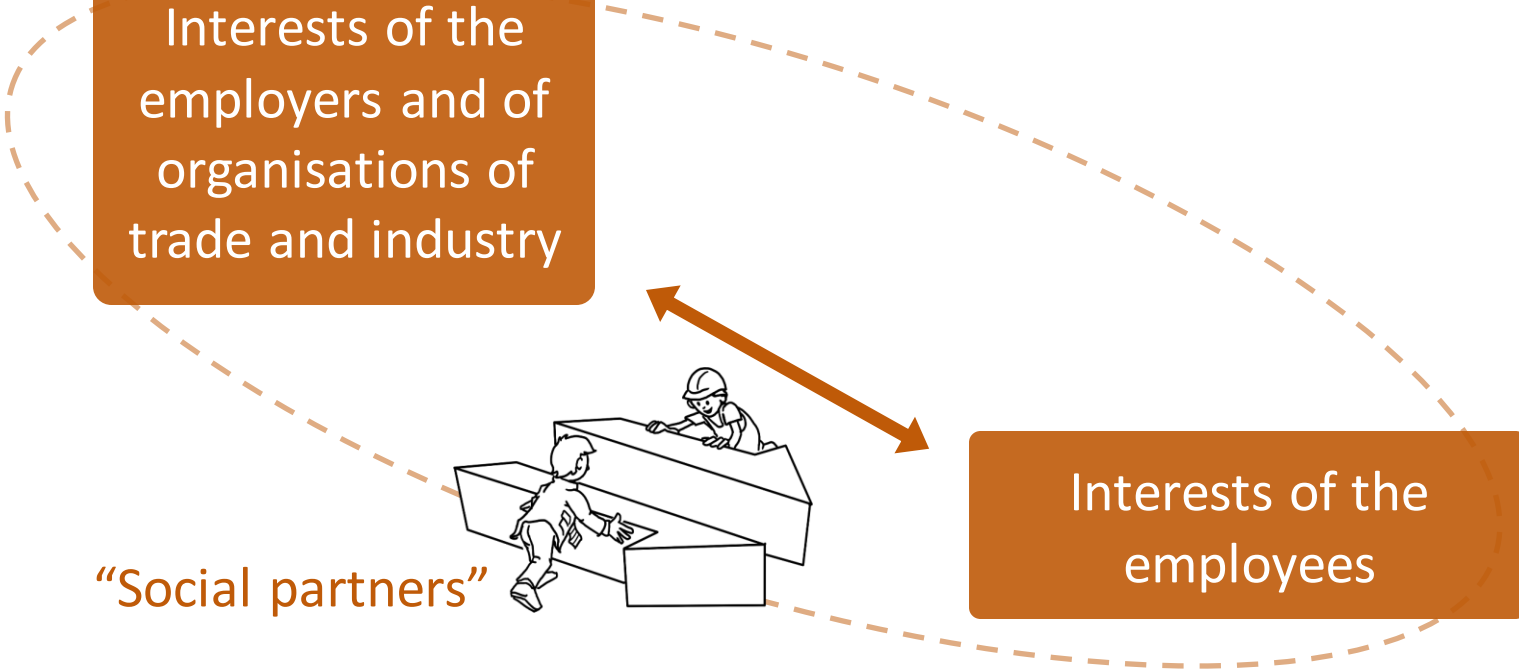 Interests of the
employers and of
organisations of
trade and industry
Interests of the
employees
“Social partners”